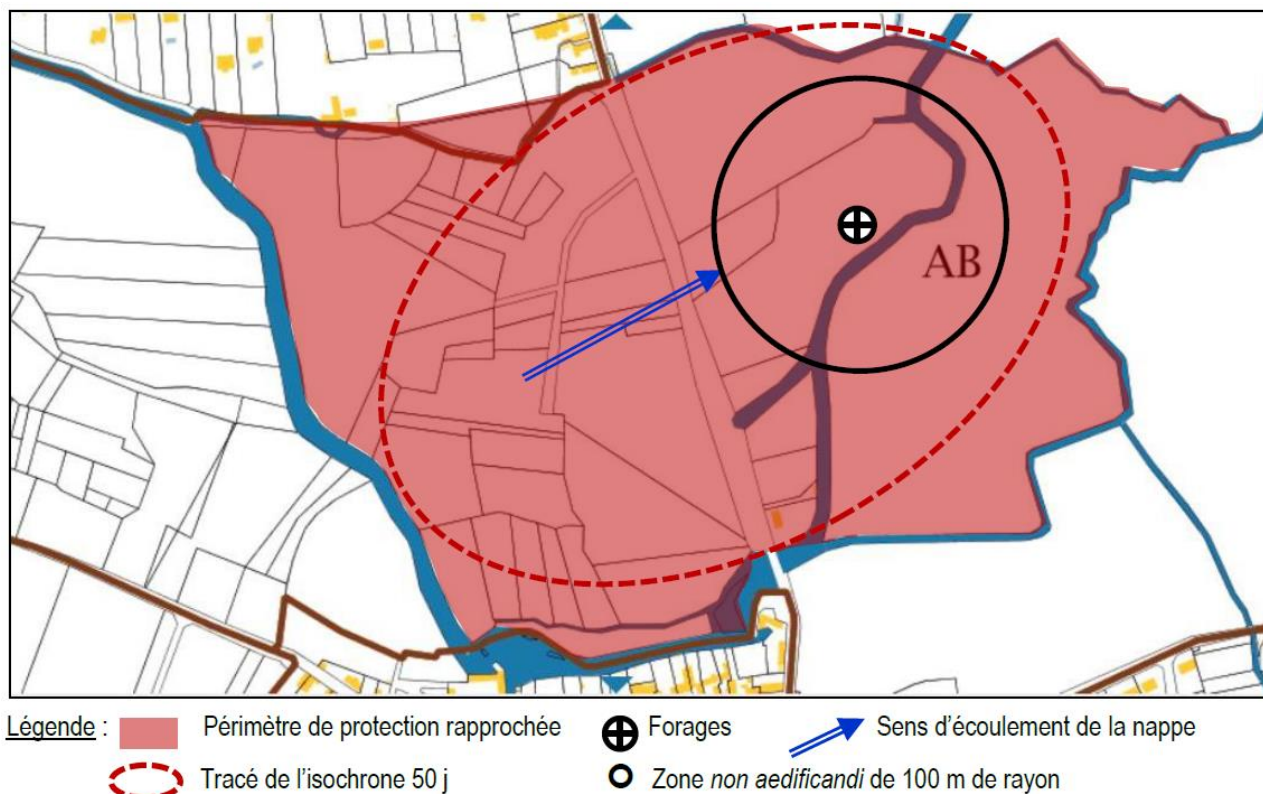 AB
Légende : Périmètre de protection rapprochée Forages Sens d'écoulement de la nappe
Tracé de l'isochrone 50 j Zone non aedificandi de 100 m de rayon